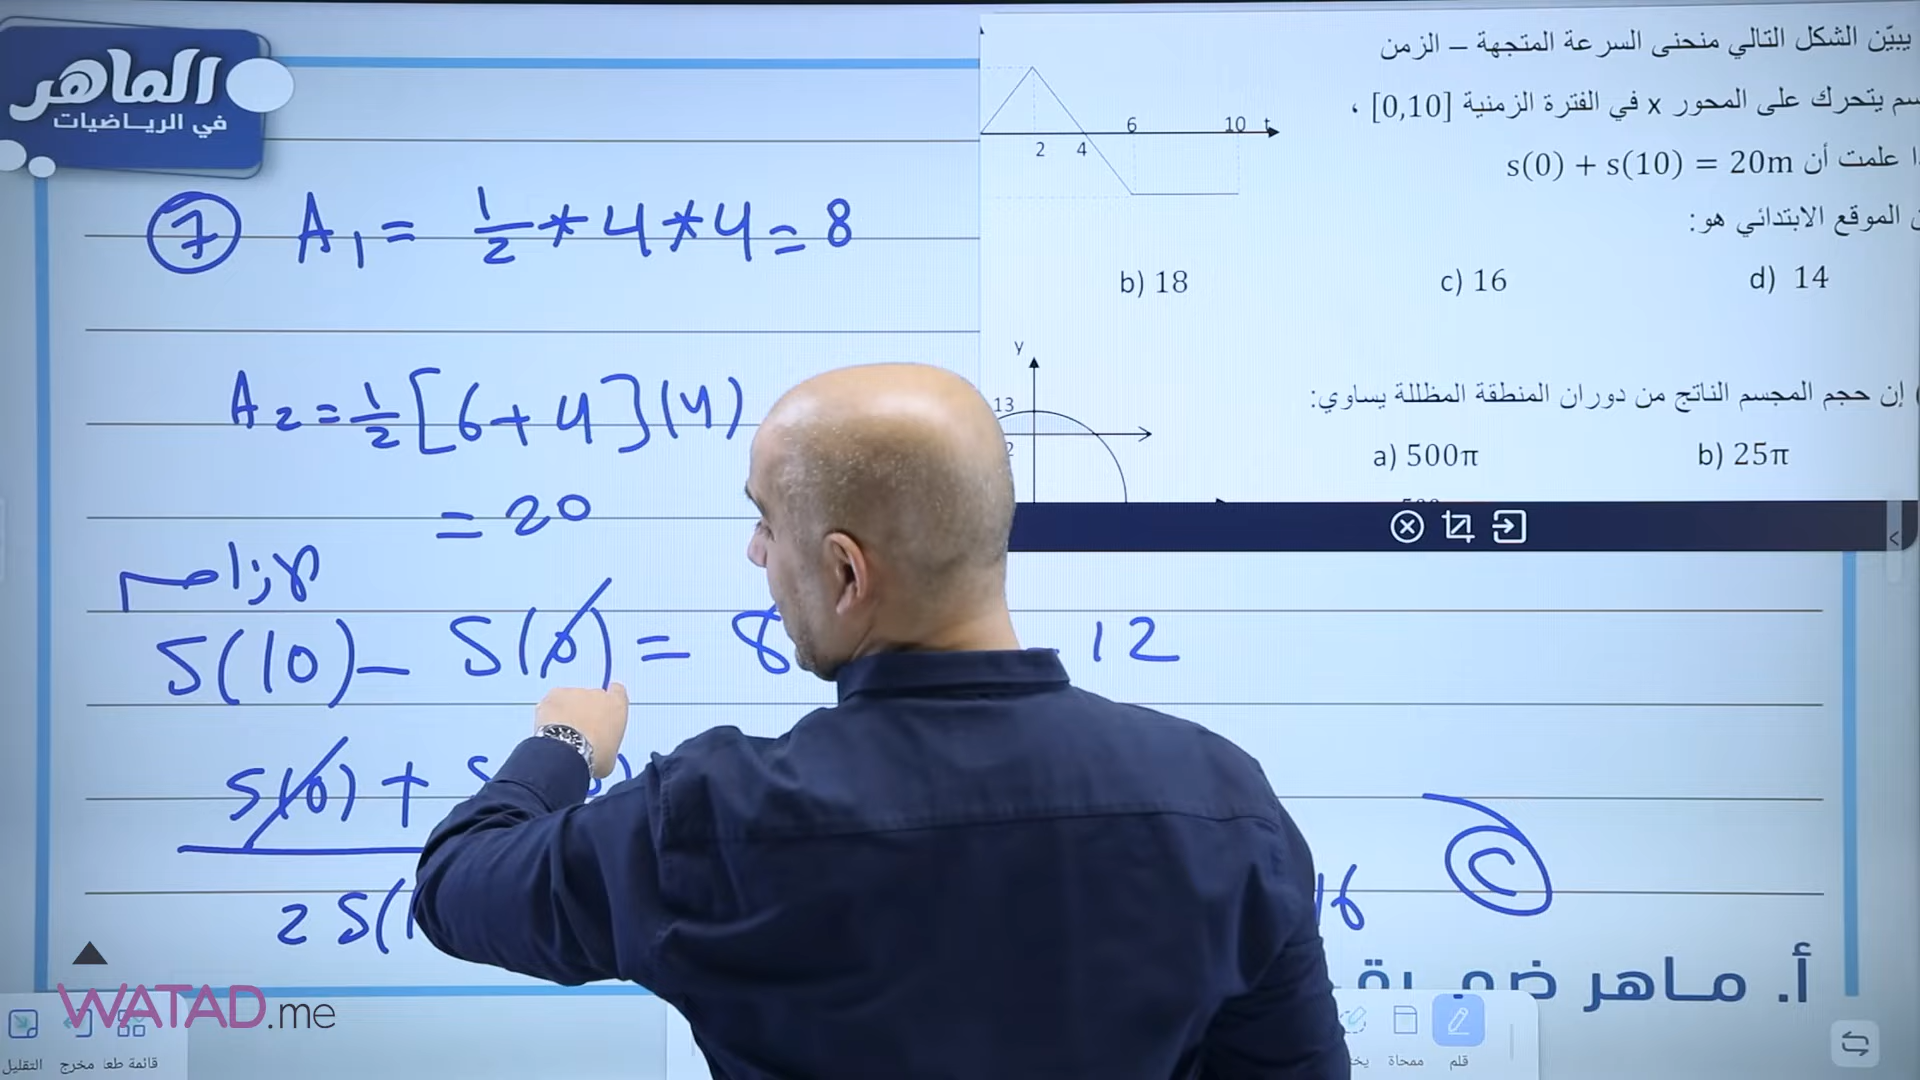 الماهر
في الرياضيات
يبيّن الشكل التالي منحنى السرعة المتجهة – الزمن
يتحرك على المحور x في الفترة الزمنية [0,10] ،
علمت أن s(0) + s(10) = 20m
الموقع الابتدائي هو:
b) 18 c) 16 d) 14
2 4 6 10 t
إن حجم المجسم الناتج من دوران المنطقة المظللة يساوي:
a) 500π b) 25π
y
13
7 A1 = 1/2 * 4 * 4 = 8
A2 = 1/2 [6 + 4] (4)
= 20
S(10) - S(0) = 8 12
S(0) +
2 S(
16
C
أ. ماهر
WATAD.me
التقليل
مخرج
قائمة
ممحاة
قلم